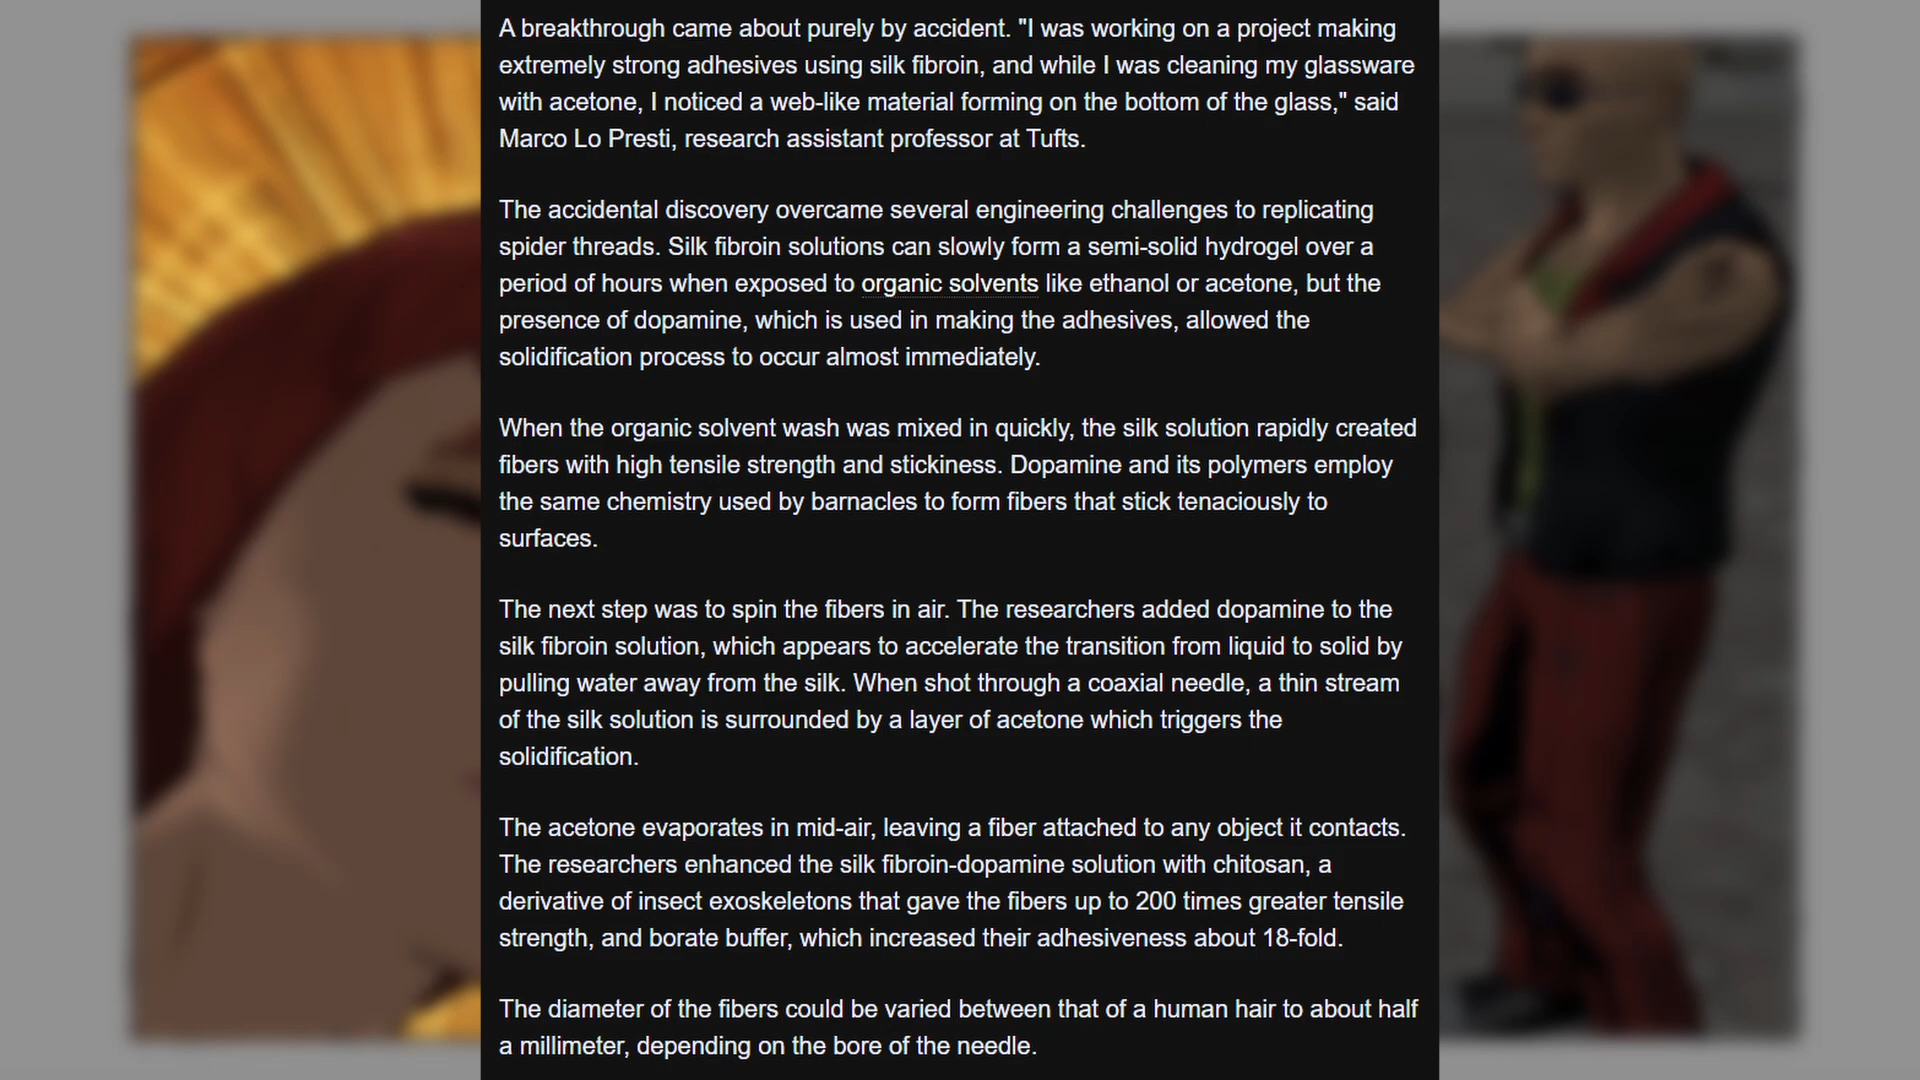 A breakthrough came about purely by accident. "I was working on a project making
extremely strong adhesives using silk fibroin, and while I was cleaning my glassware
with acetone, I noticed a web-like material forming on the bottom of the glass," said
Marco Lo Presti, research assistant professor at Tufts.
The accidental discovery overcame several engineering challenges to replicating
spider threads. Silk fibroin solutions can slowly form a semi-solid hydrogel over a
period of hours when exposed to organic solvents like ethanol or acetone, but the
presence of dopamine, which is used in making the adhesives, allowed the
solidification process to occur almost immediately.
When the organic solvent wash was mixed in quickly, the silk solution rapidly created
fibers with high tensile strength and stickiness. Dopamine and its polymers employ
the same chemistry used by barnacles to form fibers that stick tenaciously to
surfaces.
The next step was to spin the fibers in air. The researchers added dopamine to the
silk fibroin solution, which appears to accelerate the transition from liquid to solid by
pulling water away from the silk. When shot through a coaxial needle, a thin stream
of the silk solution is surrounded by a layer of acetone which triggers the
solidification.
The acetone evaporates in mid-air, leaving a fiber attached to any object it contacts.
The researchers enhanced the silk fibroin-dopamine solution with chitosan, a
derivative of insect exoskeletons that gave the fibers up to 200 times greater tensile
strength, and borate buffer, which increased their adhesiveness about 18-fold.
The diameter of the fibers could be varied between that of a human hair to about half
a millimeter, depending on the bore of the needle.